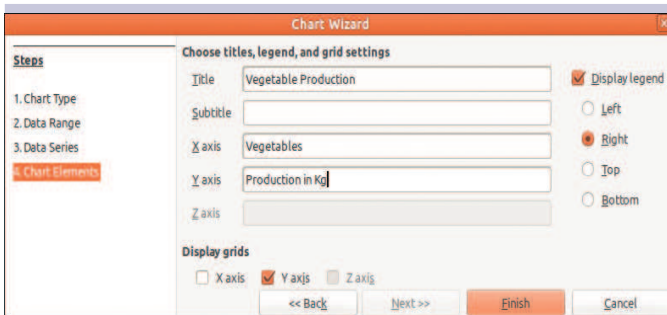 Chart Wizard
Steps
1. Chart Type
2. Data Range
3. Data Series
4. Chart Elements
Choose titles, legend, and grid settings
Title Vegetable Production
Subtitle
X axis Vegetables
Y axis Production in Kg
Z axis
Display legend
Left
Right
Top
Bottom
Display grids
X axis Y axis Z axis
<< Back Next >> Finish Cancel